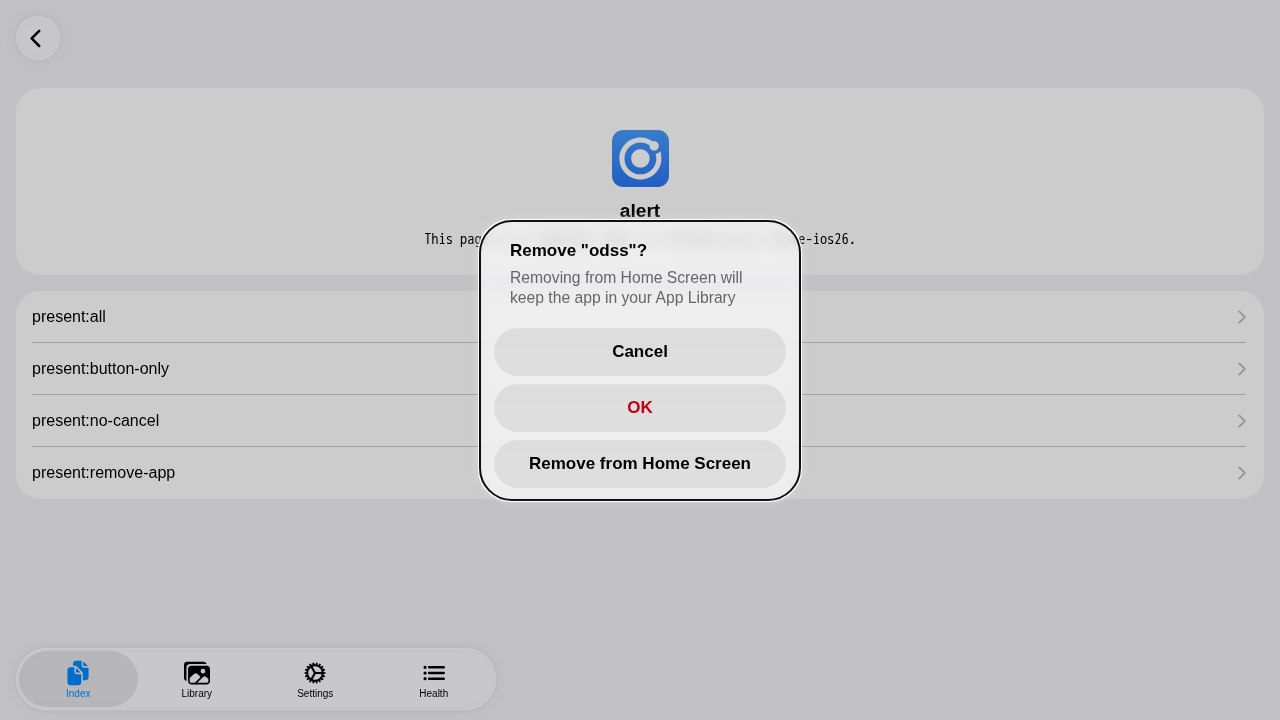 alert
This pag
e-ios26.
Remove "odss"?
Removing from Home Screen will
keep the app in your App Library
Cancel
OK
Remove from Home Screen
present:all
present:button-only
present:no-cancel
present:remove-app
Index
Library
Settings
Health